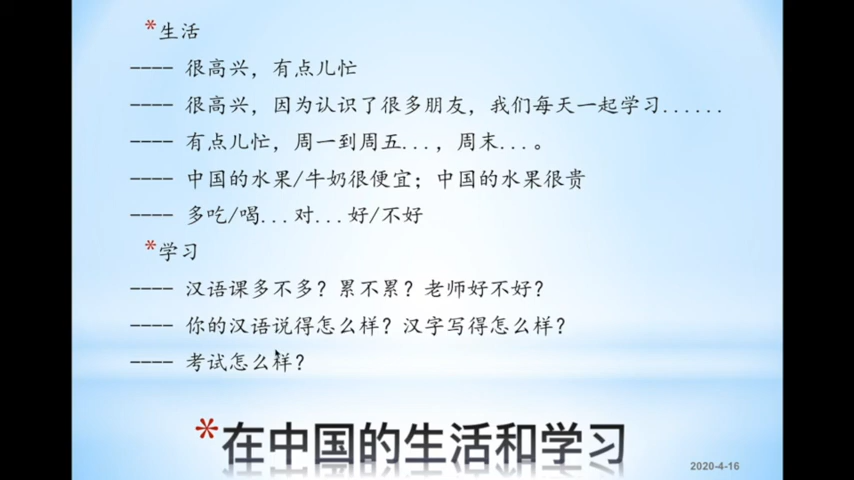 *生活
---- 很高兴，有点儿忙
---- 很高兴，因为认识了很多朋友，我们每天一起学习......
---- 有点儿忙，周一到周五...，周末...。
---- 中国的水果/牛奶很便宜；中国的水果很贵
---- 多吃/喝...对...好/不好
*学习
---- 汉语课多不多？累不累？老师好不好？
---- 你的汉语说得怎么样？汉字写得怎么样？
---- 考试怎么样？
*在中国的生活和学习
2020-4-16